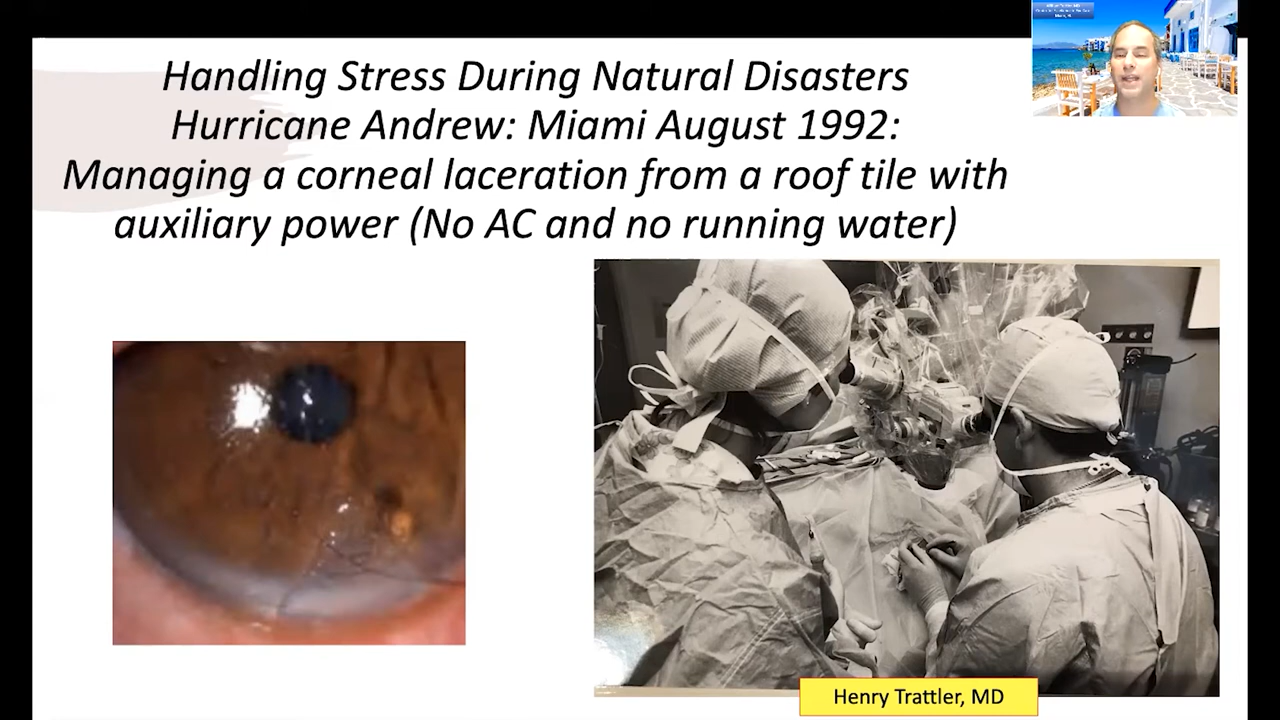 Handling Stress During Natural Disasters
Hurricane Andrew: Miami August 1992:
Managing a corneal laceration from a roof tile with
auxiliary power (No AC and no running water)
Henry Trattler, MD